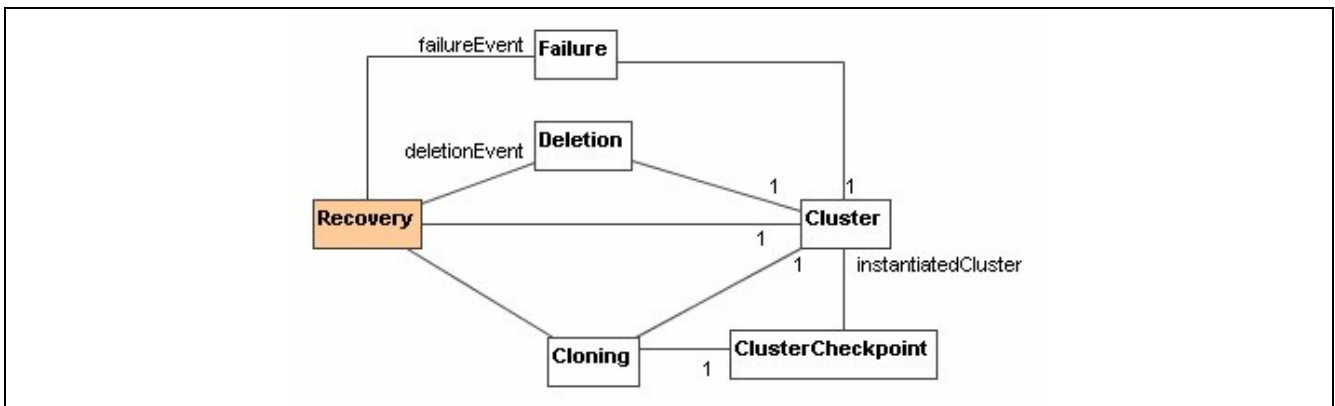 failureEvent
Failure
deletionEvent
Deletion
1
1
Recovery
Cluster
1
1
instantiatedCluster
Cloning
1
ClusterCheckpoint